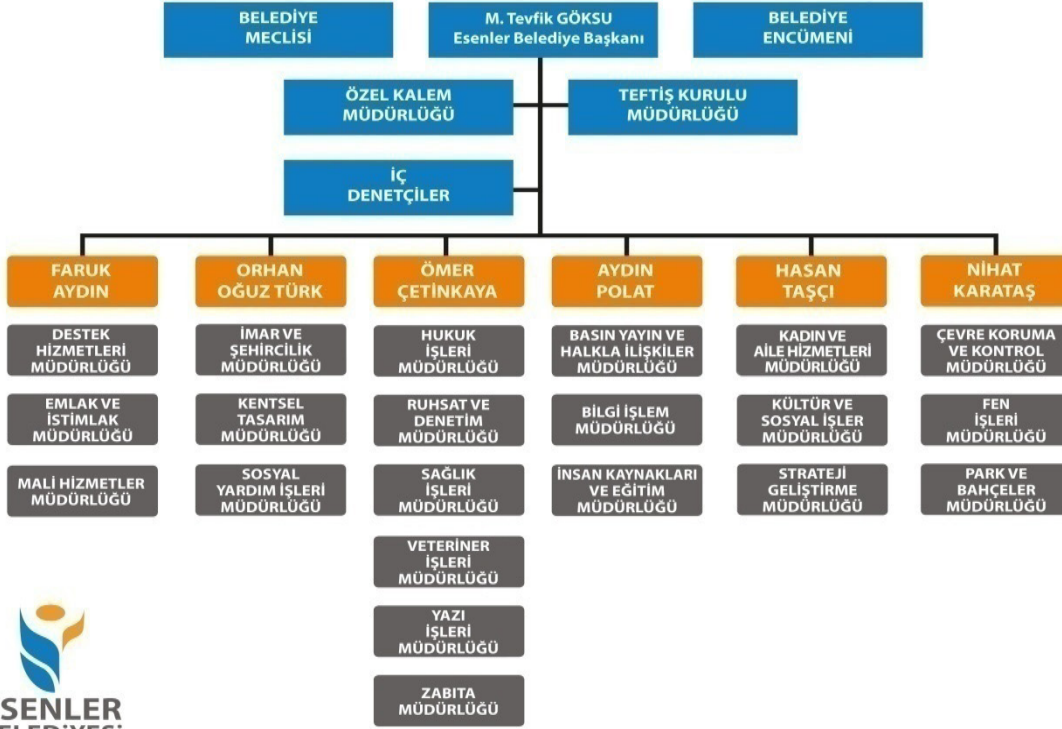 BELEDİYE
MECLİSİ
M. Tevfik GÖKSU
Esenler Belediye Başkanı
BELEDİYE
ENCÜMENİ
ÖZEL KALEM
MÜDÜRLÜĞÜ
TEFTİŞ KURULU
MÜDÜRLÜĞÜ
İÇ
DENETÇİLER
FARUK
AYDIN
DESTEK
HİZMETLERİ
MÜDÜRLÜĞÜ
EMLAK VE
İSTİMLAK
MÜDÜRLÜĞÜ
MALİ HİZMETLER
MÜDÜRLÜĞÜ
ORHAN
OĞUZ TÜRK
İMAR VE
ŞEHİRCİLİK
MÜDÜRLÜĞÜ
KENTSEL
TASARIM
MÜDÜRLÜĞÜ
SOSYAL
YARDIM İŞLERİ
MÜDÜRLÜĞÜ
ÖMER
ÇETİNKAYA
HUKUK
İŞLERİ
MÜDÜRLÜĞÜ
RUHSAT VE
DENETİM
MÜDÜRLÜĞÜ
SAĞLIK
İŞLERİ
MÜDÜRLÜĞÜ
VETERİNER
İŞLERİ
MÜDÜRLÜĞÜ
YAZI
İŞLERİ
MÜDÜRLÜĞÜ
ZABITA
MÜDÜRLÜĞÜ
AYDIN
POLAT
BASIN YAYIN VE
HALKLA İLİŞKİLER
MÜDÜRLÜĞÜ
BİLGİ İŞLEM
MÜDÜRLÜĞÜ
İNSAN KAYNAKLARI
VE EĞİTİM
MÜDÜRLÜĞÜ
HASAN
TAŞÇI
KADIN VE
AİLE HİZMETLERİ
MÜDÜRLÜĞÜ
KÜLTÜR VE
SOSYAL İŞLER
MÜDÜRLÜĞÜ
STRATEJİ
GELİŞTİRME
MÜDÜRLÜĞÜ
NİHAT
KARATAŞ
ÇEVRE KORUMA
VE KONTROL
MÜDÜRLÜĞÜ
FEN
İŞLERİ
MÜDÜRLÜĞÜ
PARK VE
BAHÇELER
MÜDÜRLÜĞÜ
SENLER